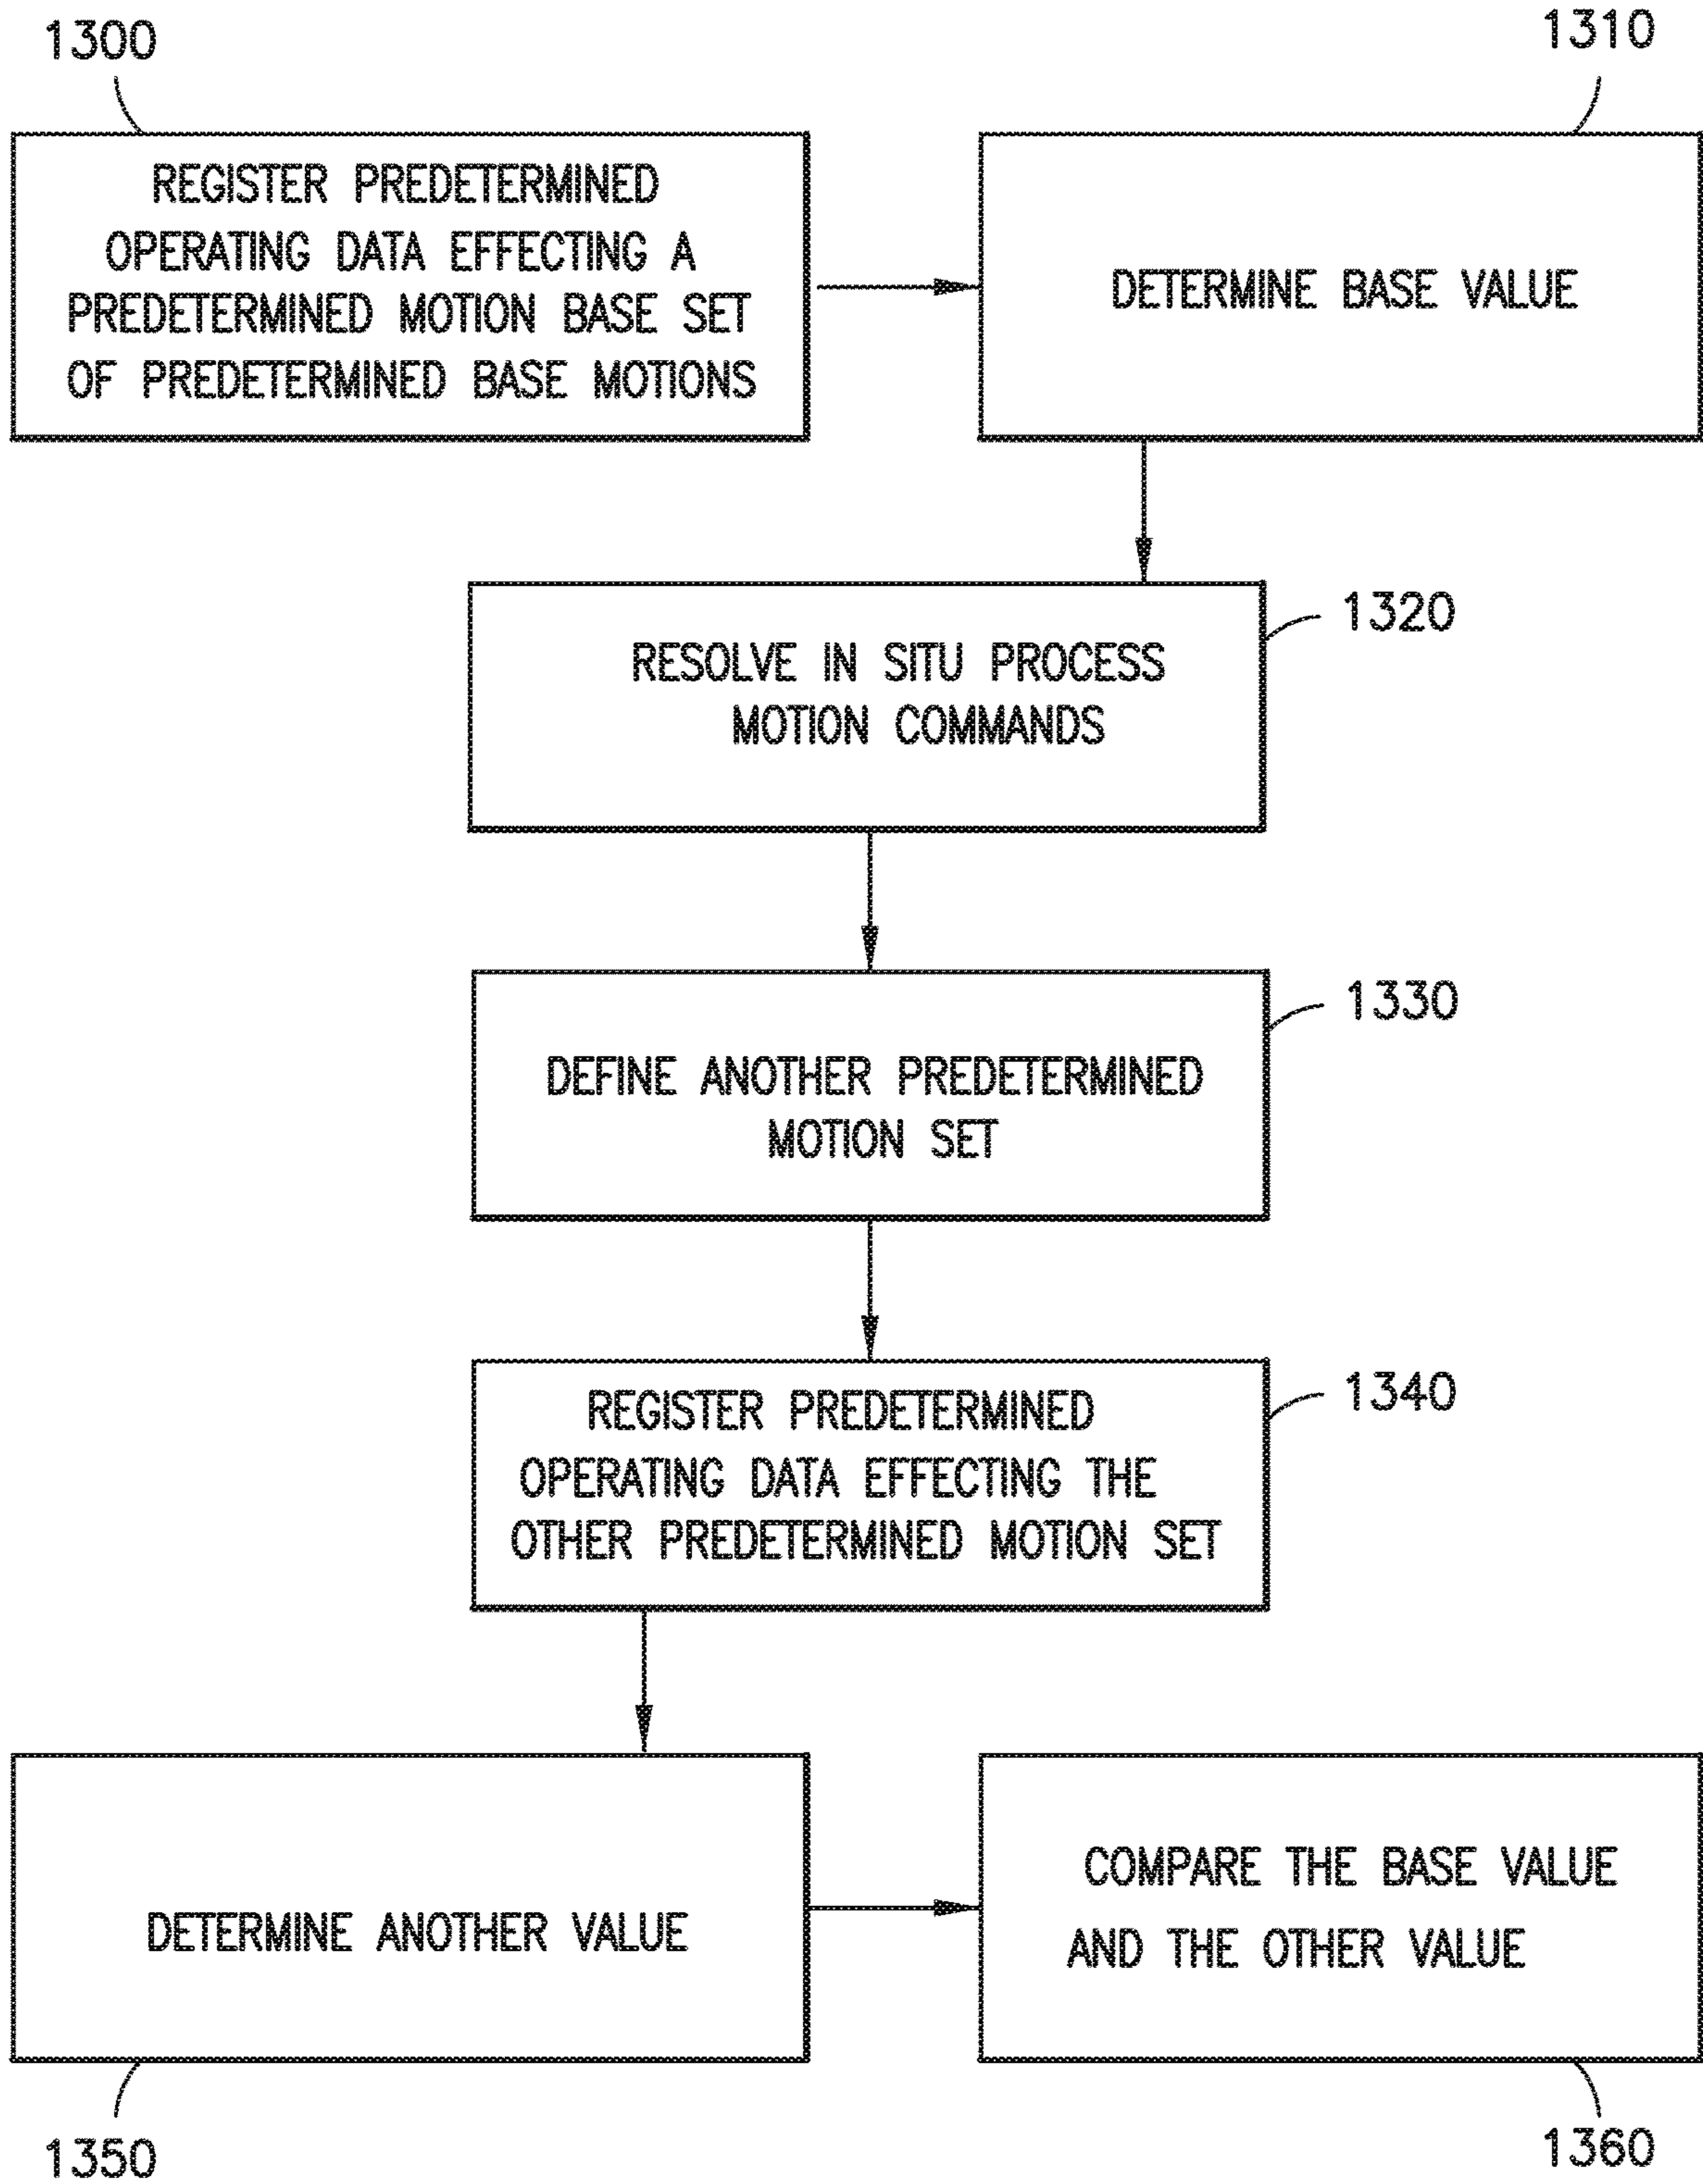 1300
REGISTER PREDETERMINED
OPERATING DATA EFFECTING A
PREDETERMINED MOTION BASE SET
OF PREDETERMINED BASE MOTIONS
1310
DETERMINE BASE VALUE
1320
RESOLVE IN SITU PROCESS
MOTION COMMANDS
1330
DEFINE ANOTHER PREDETERMINED
MOTION SET
1340
REGISTER PREDETERMINED
OPERATING DATA EFFECTING THE
OTHER PREDETERMINED MOTION SET
DETERMINE ANOTHER VALUE
1350
COMPARE THE BASE VALUE
AND THE OTHER VALUE
1360